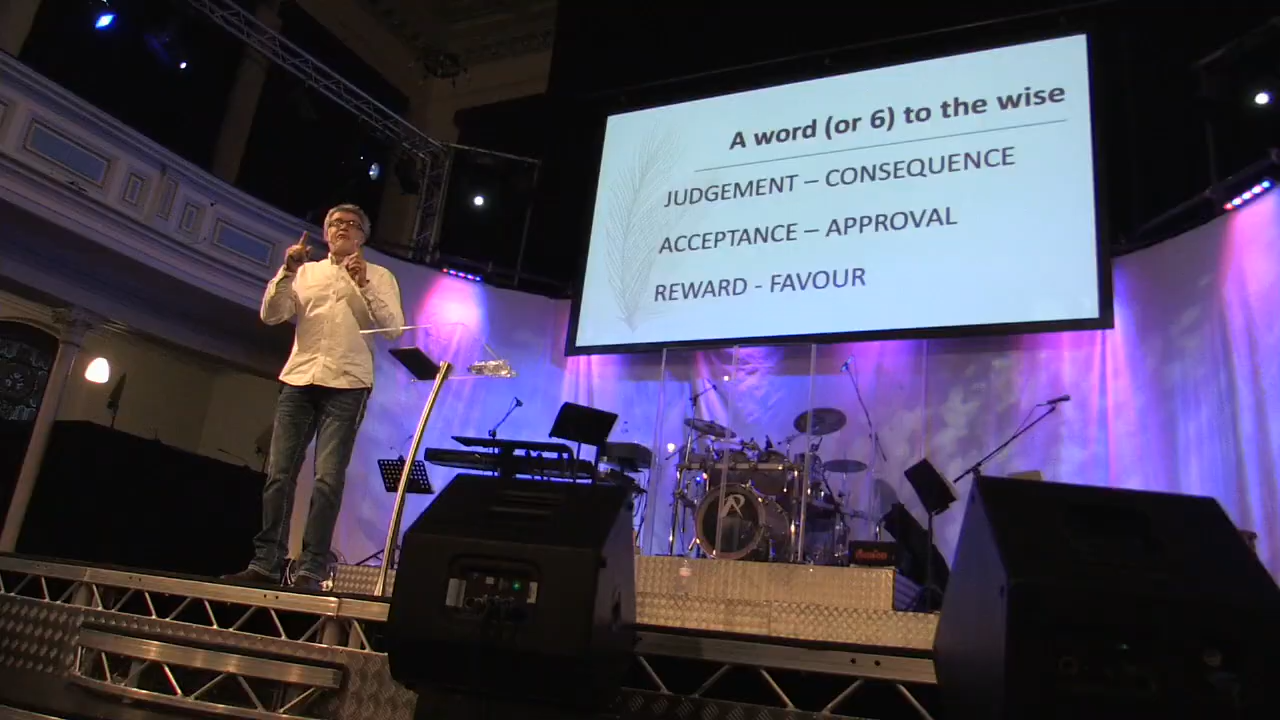 A word (or 6) to the wise
JUDGEMENT – CONSEQUENCE
ACCEPTANCE – APPROVAL
REWARD - FAVOUR
R